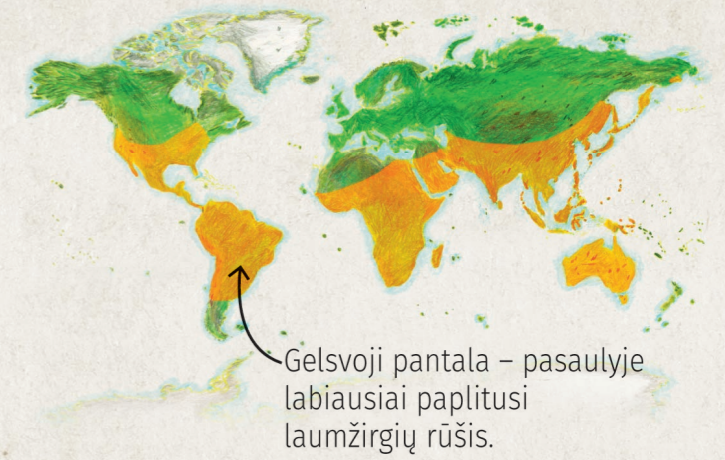 Gelsvoji pantala – pasaulyje
labiausiai paplitusi
laumžirgių rūšis.